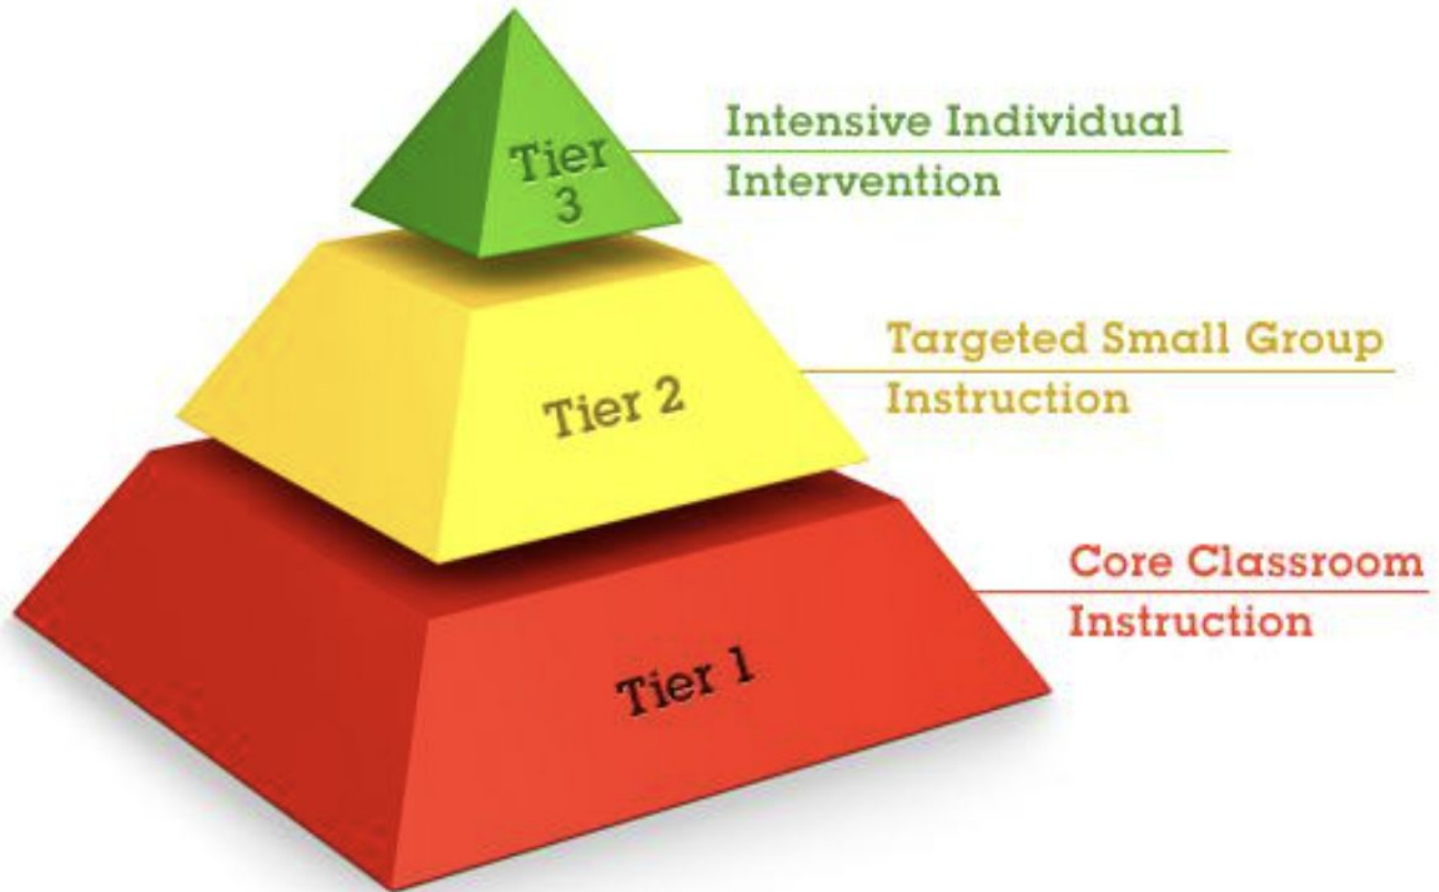 Tier
3
Intensive Individual
Intervention
Tier 2
Targeted Small Group
Instruction
Tier 1
Core Classroom
Instruction